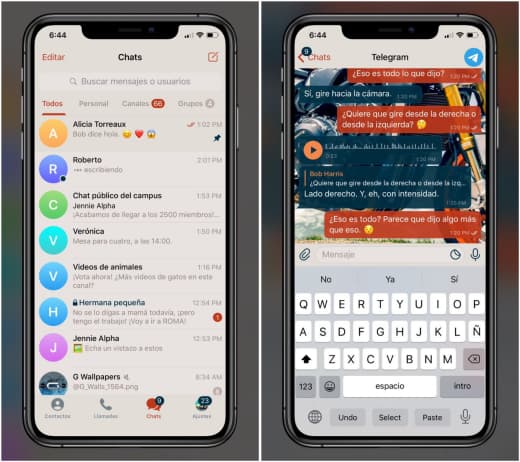 6:44
Editar
Chats
Buscar mensajes o usuarios
Todos Personal Canales 66 Grupos 4
A Alicia Torreaux 1:02 PM
Bob dice hola.
R Roberto 2:01 PM
escribiendo
C Chat público del campus 1:53 PM
Jennie Alpha
¡Acabamos de llegar a los 2500 miembros!...
V Verónica 1:50 PM
Mesa para cuatro, a las 14:00.
V Videos de animales 1:16 PM
¡Vota ahora! ¿Más videos de gatos en este
canal?
H Hermana pequeña 12:54 PM
No se lo digas a mamá todavía, ¡pero
tengo el trabajo! ¡Voy a ir a ROMA! 1
J Jennie Alpha 12:53 PM
Echa un vistazo a estos
G Wallpapers 8:34 AM
@G_Walls_1564.png
Contactos
Llamadas
9
Chats
23
Ajustes
6:44
9
Chats
Telegram
¿Eso es todo lo que dijo?
1:20 PM
Sí, gire hacia la cámara.
1:20 PM
¿Quiere que gire desde la derecha o
desde la izquierda?
1:20 PM
0:23
1:20 PM
Bob Harris
¿Quiere que gire desde la derecha o desde la izq...
Lado derecho. Y, eh, con intensidad.
1:20 PM
¿Eso es todo? Parece que dijo algo más
que eso.
1:20 PM
Mensaje
No Ya Sí
Q W E R T Y U I O P
A S D F G H J K L Ñ
Z X C V B N M
123 espacio intro
Undo Select Paste